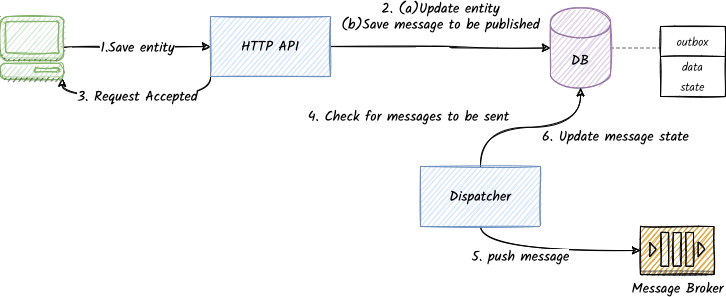 2. (a)Update entity
(b)Save message to be published
1.Save entity
HTTP API
DB
outbox
data
state
3. Request Accepted
4. Check for messages to be sent
6. Update message state
Dispatcher
5. push message
Message Broker